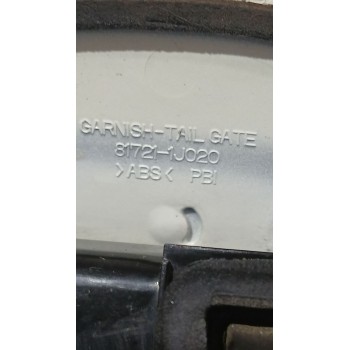 GARNISH-TAIL GATE
81721-1J020
>ABS< PBI